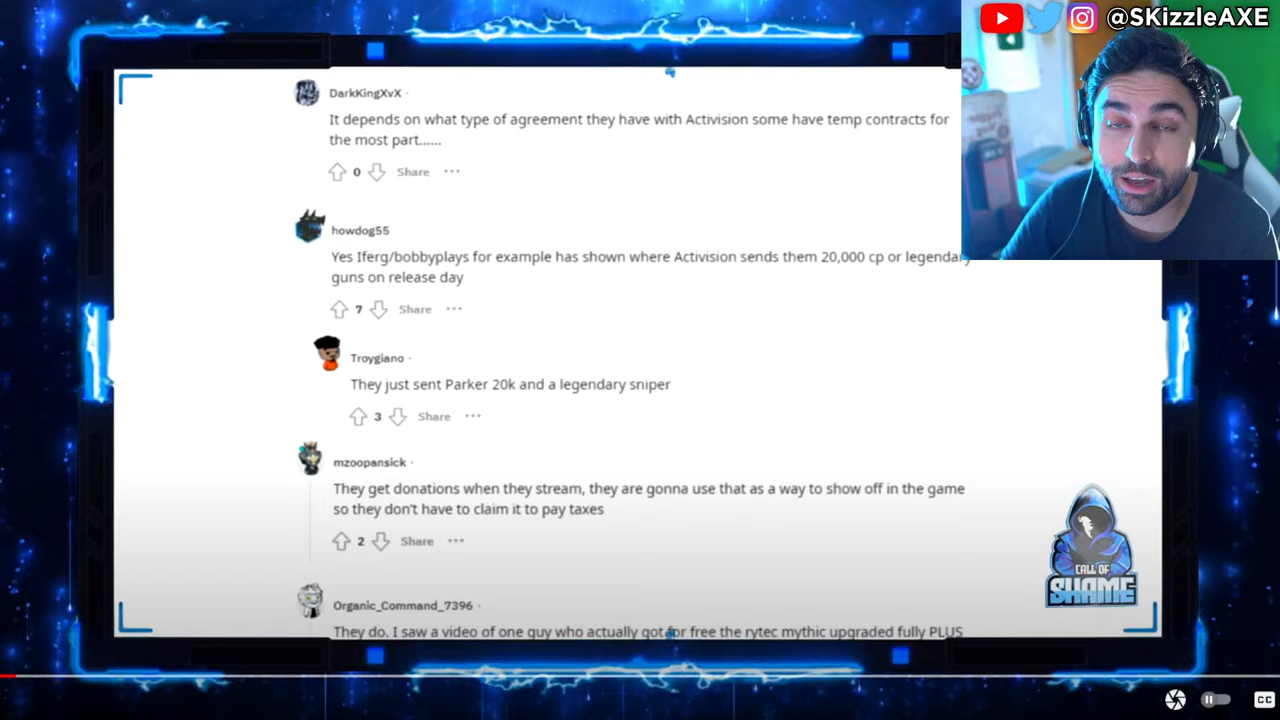 @SKizzleAXE
DarkKingXvX ·
It depends on what type of agreement they have with Activision some have temp contracts for
the most part......
0 Share ...
howdog55
Yes Iferg/bobbyplays for example has shown where Activision sends them 20,000 cp or legendary
guns on release day
7 Share ...
Troygiano ·
They just sent Parker 20k and a legendary sniper
3 Share ...
mzoopansick ·
They get donations when they stream, they are gonna use that as a way to show off in the game
so they don't have to claim it to pay taxes
2 Share ...
CALL OF
SHAME
Organic_Command_7396 ·
They do. I saw a video of one guy who actually got for free the rytec mythic upgraded fully PLUS
CC